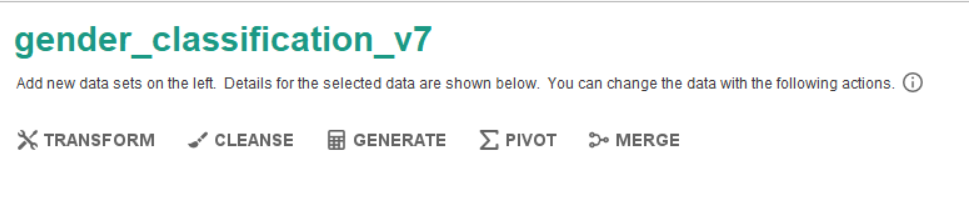 gender_classification_v7
Add new data sets on the left. Details for the selected data are shown below. You can change the data with the following actions.
TRANSFORM CLEANSE GENERATE PIVOT MERGE